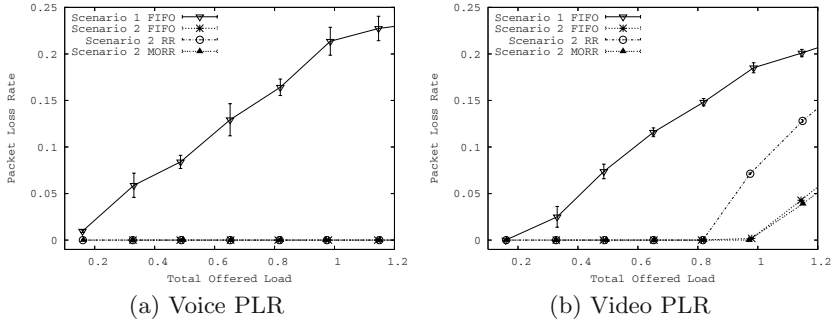 Scenario 1 FIFO
Scenario 2 FIFO
Scenario 2 RR
Scenario 2 MORR
0.25
0.2
0.15
0.1
0.05
0
Packet Loss Rate
0.2 0.4 0.6 0.8 1 1.2
Total Offered Load
(a) Voice PLR
Scenario 1 FIFO
Scenario 2 FIFO
Scenario 2 RR
Scenario 2 MORR
0.25
0.2
0.15
0.1
0.05
0
Packet Loss Rate
0.2 0.4 0.6 0.8 1 1.2
Total Offered Load
(b) Video PLR